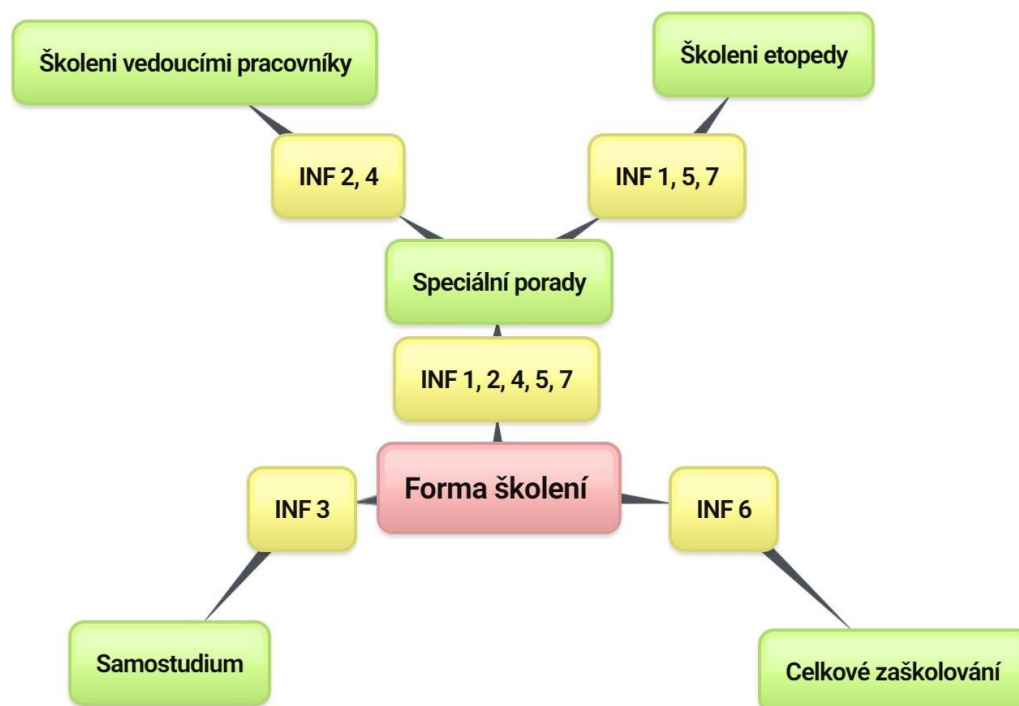 Školeni vedoucími pracovníky
Školeni etopedy
INF 2, 4
INF 1, 5, 7
Speciální porady
INF 1, 2, 4, 5, 7
Forma školení
INF 3
INF 6
Samostudium
Celkové zaškolování